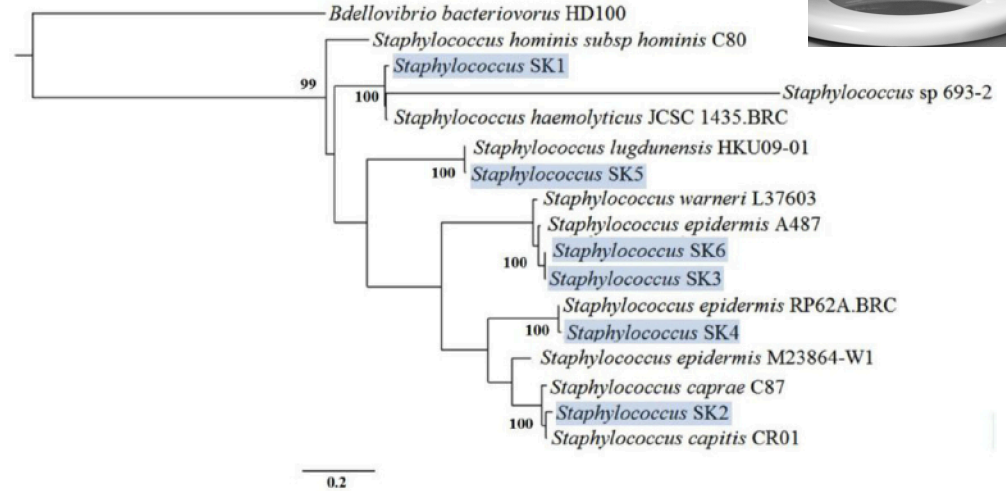 Bdellovibrio bacteriovorus HD100
Staphylococcus hominis subsp hominis C80
Staphylococcus SK1
99
100
Staphylococcus sp 693-2
Staphylococcus haemolyticus JCSC 1435.BRC
Staphylococcus lugdunensis HKU09-01
100
Staphylococcus SK5
Staphylococcus warneri L37603
Staphylococcus epidermis A487
Staphylococcus SK6
100
Staphylococcus SK3
Staphylococcus epidermis RP62A.BRC
100
Staphylococcus SK4
Staphylococcus epidermis M23864-W1
Staphylococcus caprae C87
Staphylococcus SK2
100
Staphylococcus capitis CR01
0.2